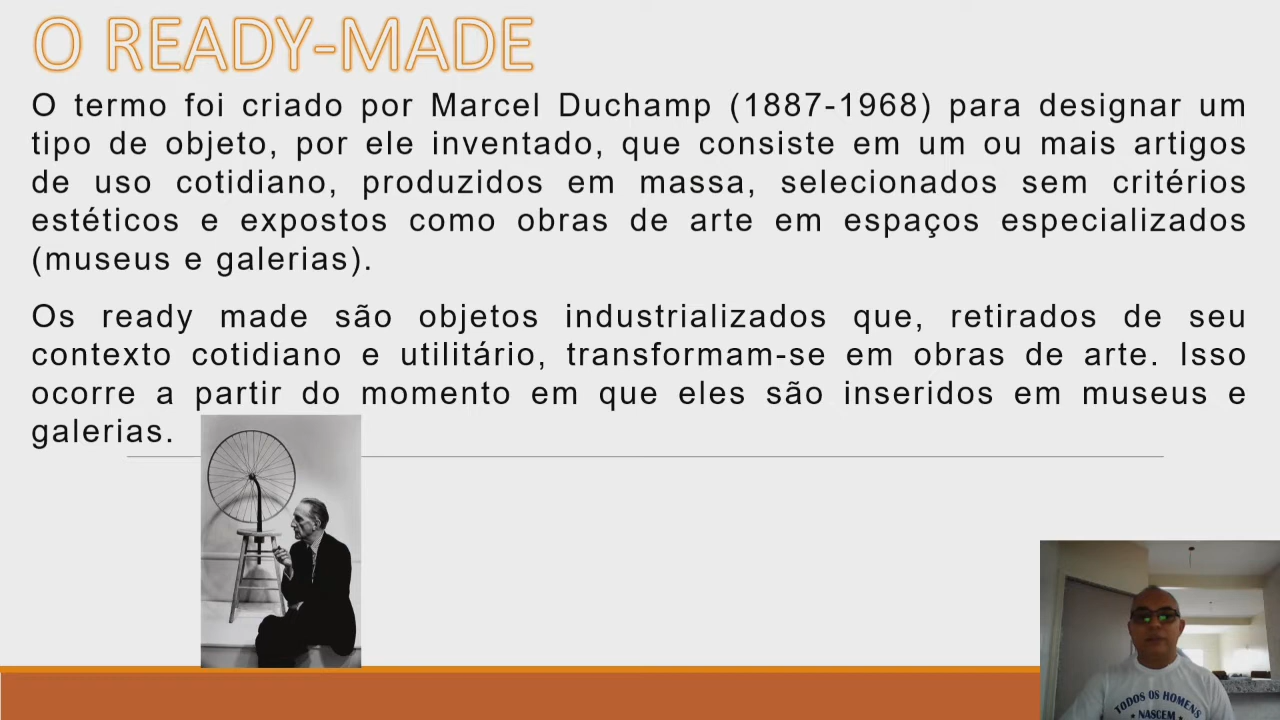 O READY-MADE
O termo foi criado por Marcel Duchamp (1887-1968) para designar um
tipo de objeto, por ele inventado, que consiste em um ou mais artigos
de uso cotidiano, produzidos em massa, selecionados sem critérios
estéticos e expostos como obras de arte em espaços especializados
(museus e galerias).
Os ready made são objetos industrializados que, retirados de seu
contexto cotidiano e utilitário, transformam-se em obras de arte. Isso
ocorre a partir do momento em que eles são inseridos em museus e
galerias.
TODOS OS HOMENS
• NASCEM •